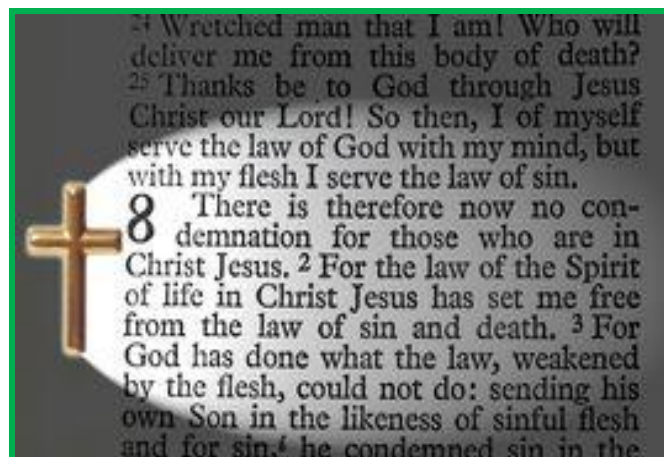 24 Wretched man that I am! Who will
deliver me from this body of death?
25 Thanks be to God through Jesus
Christ our Lord! So then, I of myself
serve the law of God with my mind, but
with my flesh I serve the law of sin.
8 There is therefore now no con-
demnation for those who are in
Christ Jesus. 2 For the law of the Spirit
of life in Christ Jesus has set me free
from the law of sin and death. 3 For
God has done what the law, weakened
by the flesh, could not do: sending his
own Son in the likeness of sinful flesh
and for sin,i he condemned sin in the